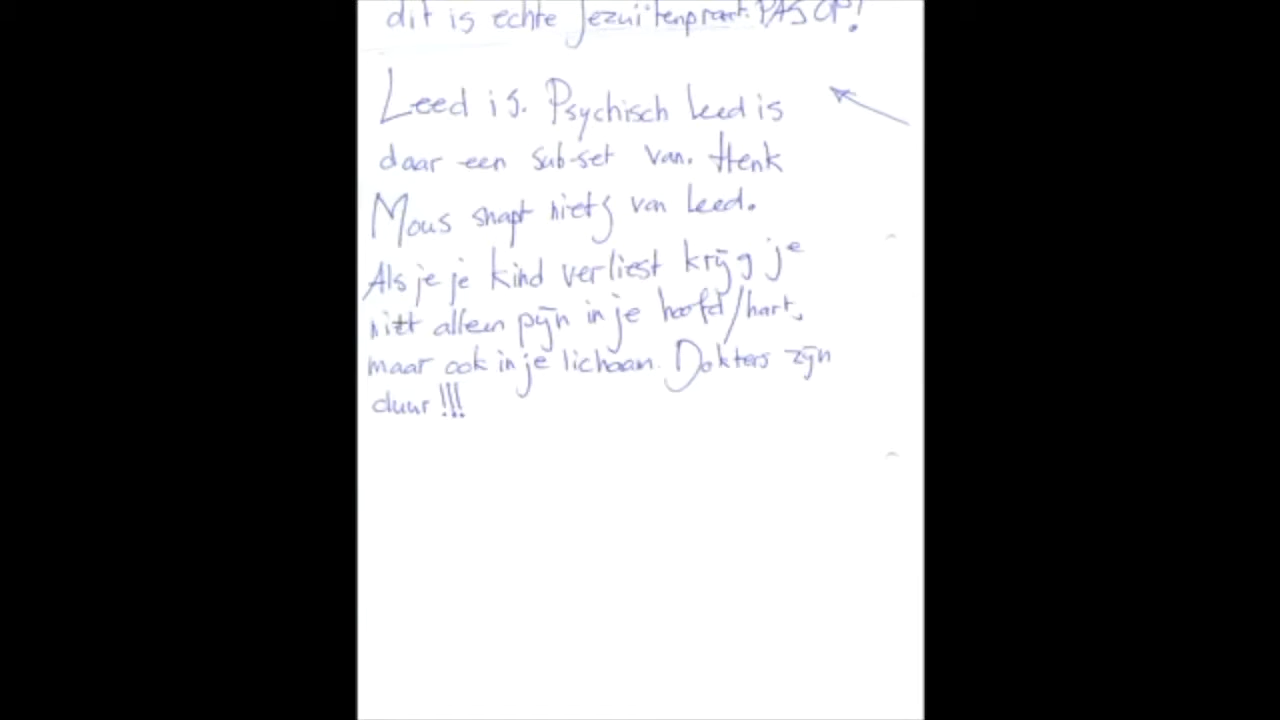 dit is echte Jezuïtenpraat. PAS OP!
Leed is. Psychisch leed is
daar een sub-set van. Henk
Mous snapt niets van leed.
Als je je kind verliest krijg je
niet alleen pijn in je hoofd/hart,
maar ook in je lichaam. Dokters zijn
duur!!!